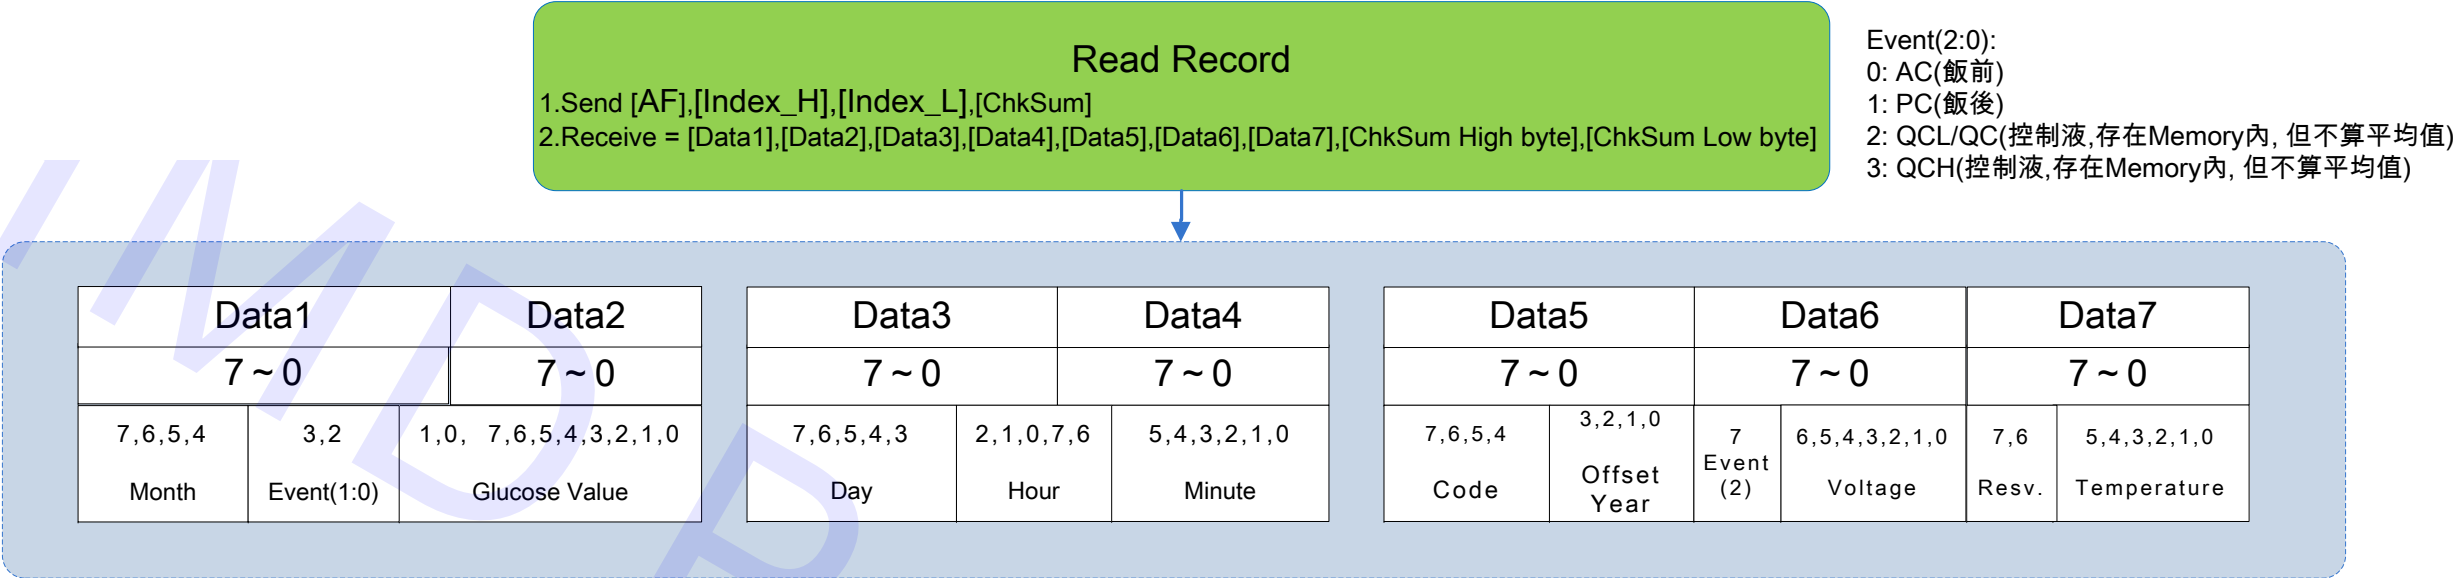 Read Record
1.Send [AF],[Index_H],[Index_L],[ChkSum]
2.Receive = [Data1],[Data2],[Data3],[Data4],[Data5],[Data6],[Data7],[ChkSum High byte],[ChkSum Low byte]
Event(2:0):
0: AC(飯前)
1: PC(飯後)
2: QCL/QC(控制液,存在Memory內, 但不算平均值)
3: QCH(控制液,存在Memory內, 但不算平均值)
Data1 Data2
7 ~ 0 7 ~ 0
7,6,5,4 3,2 1,0, 7,6,5,4,3,2,1,0
Month Event(1:0) Glucose Value
Data3 Data4
7 ~ 0 7 ~ 0
7,6,5,4,3 2,1,0,7,6 5,4,3,2,1,0
Day Hour Minute
Data5 Data6 Data7
7 ~ 0 7 ~ 0 7 ~ 0
7,6,5,4 3,2,1,0 7 6,5,4,3,2,1,0 7,6 5,4,3,2,1,0
Code Offset Year Event (2) Voltage Resv. Temperature